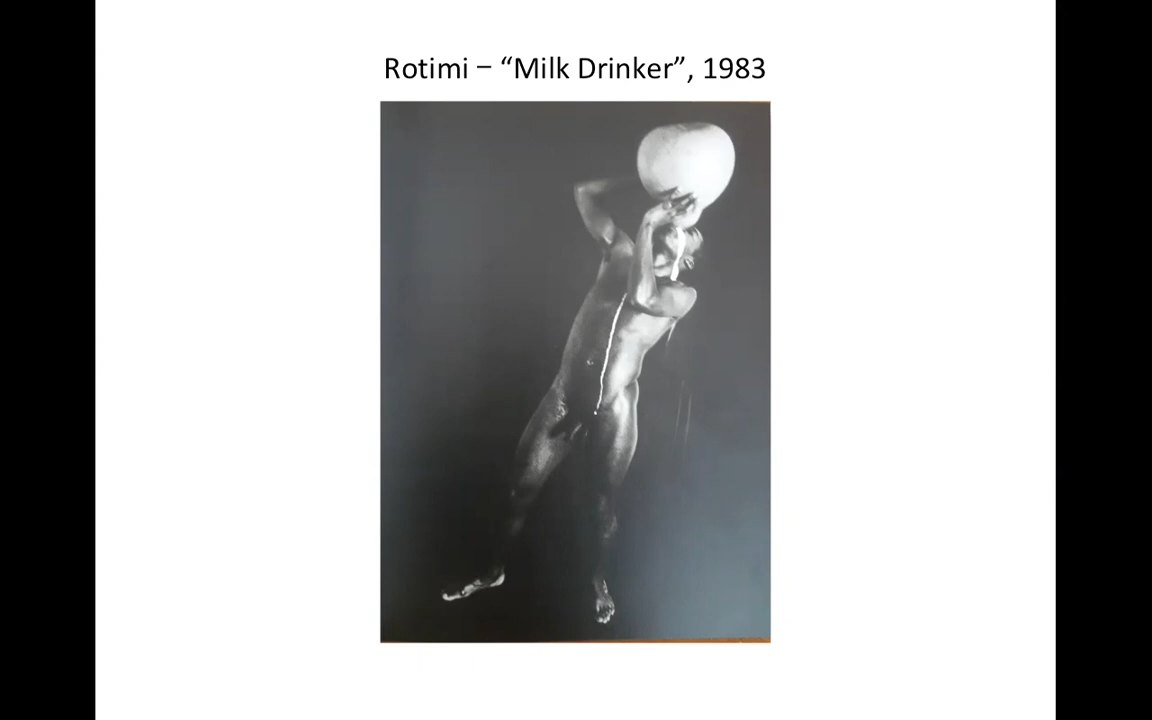 Rotimi – “Milk Drinker”, 1983